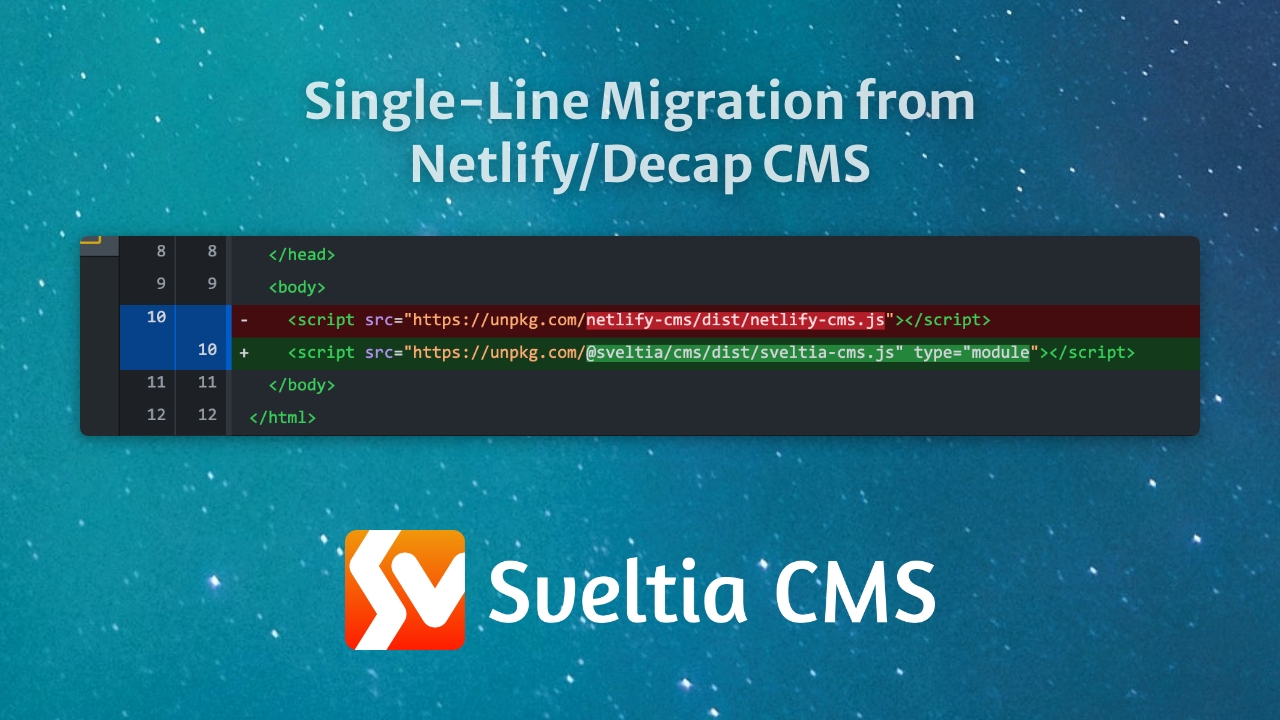 Single-Line Migration from
Netlify/Decap CMS
8 8 </head>
9 9 <body>
10 - <script src="https://unpkg.com/netlify-cms/dist/netlify-cms.js"></script>
10 + <script src="https://unpkg.com/@sveltia/cms/dist/sveltia-cms.js" type="module"></script>
11 11 </body>
12 12 </html>
SV Sveltia CMS